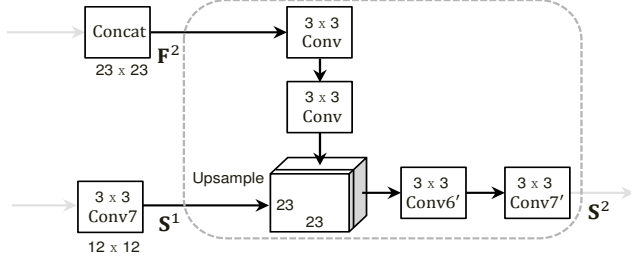 Concat
23 x 23
F²
3 x 3
Conv
3 x 3
Conv
Upsample
23
23
3 x 3
Conv7
12 x 12
S¹
3 x 3
Conv6′
3 x 3
Conv7′
S²